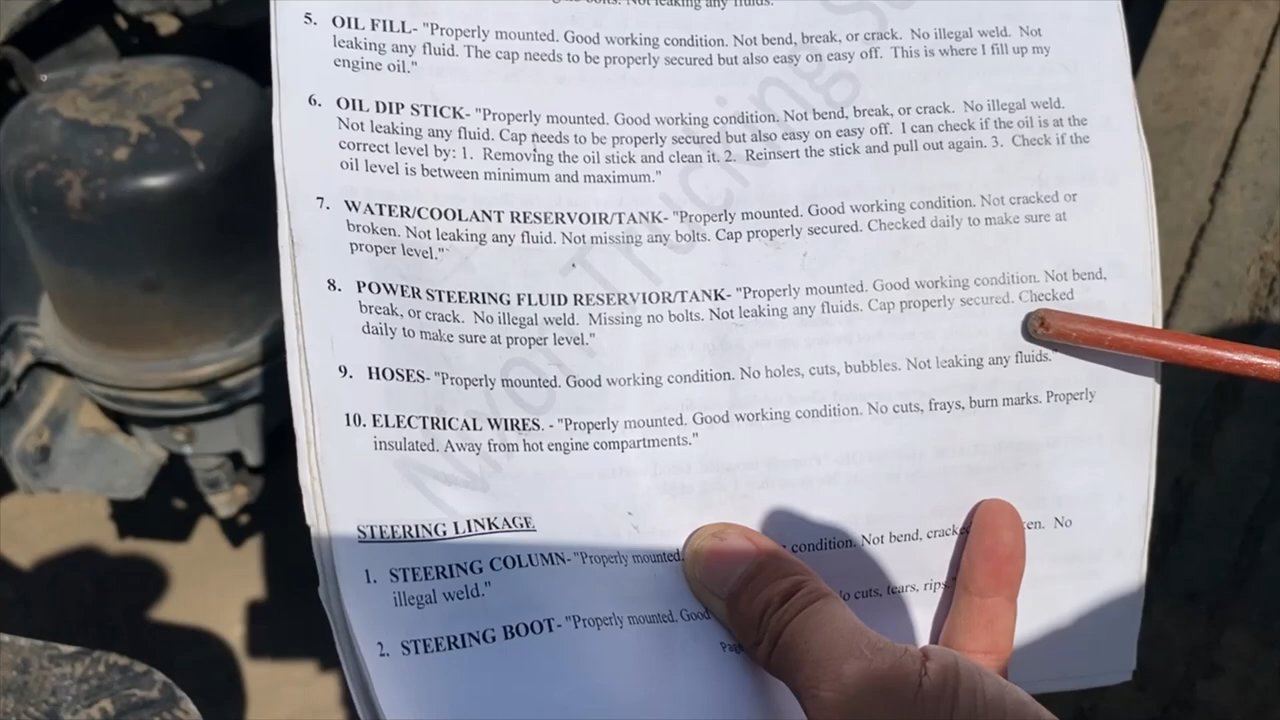 bolts. Not leaking any fluids.
5. OIL FILL- "Properly mounted. Good working condition. Not bend, break, or crack. No illegal weld. Not
leaking any fluid. The cap needs to be properly secured but also easy on easy off. This is where I fill up my
engine oil."
6. OIL DIP STICK- "Properly mounted. Good working condition. Not bend, break, or crack. No illegal weld.
Not leaking any fluid. Cap needs to be properly secured but also easy on easy off. I can check if the oil is at the
correct level by: 1. Removing the oil stick and clean it. 2. Reinsert the stick and pull out again. 3. Check if the
oil level is between minimum and maximum."
7. WATER/COOLANT RESERVOIR/TANK- "Properly mounted. Good working condition. Not cracked or
broken. Not leaking any fluid. Not missing any bolts. Cap properly secured. Checked daily to make sure at
proper level."
8. POWER STEERING FLUID RESERVIOR/TANK- "Properly mounted. Good working condition. Not bend,
break, or crack. No illegal weld. Missing no bolts. Not leaking any fluids. Cap properly secured. Checked
daily to make sure at proper level."
9. HOSES- "Properly mounted. Good working condition. No holes, cuts, bubbles. Not leaking any fluids."
10. ELECTRICAL WIRES. - "Properly mounted. Good working condition. No cuts, frays, burn marks. Properly
insulated. Away from hot engine compartments."
STEERING LINKAGE
1. STEERING COLUMN- "Properly mounted. condition. Not bend, No
illegal weld."
2. STEERING BOOT- "Properly mounted. Good cuts, tears, rips
Trucking